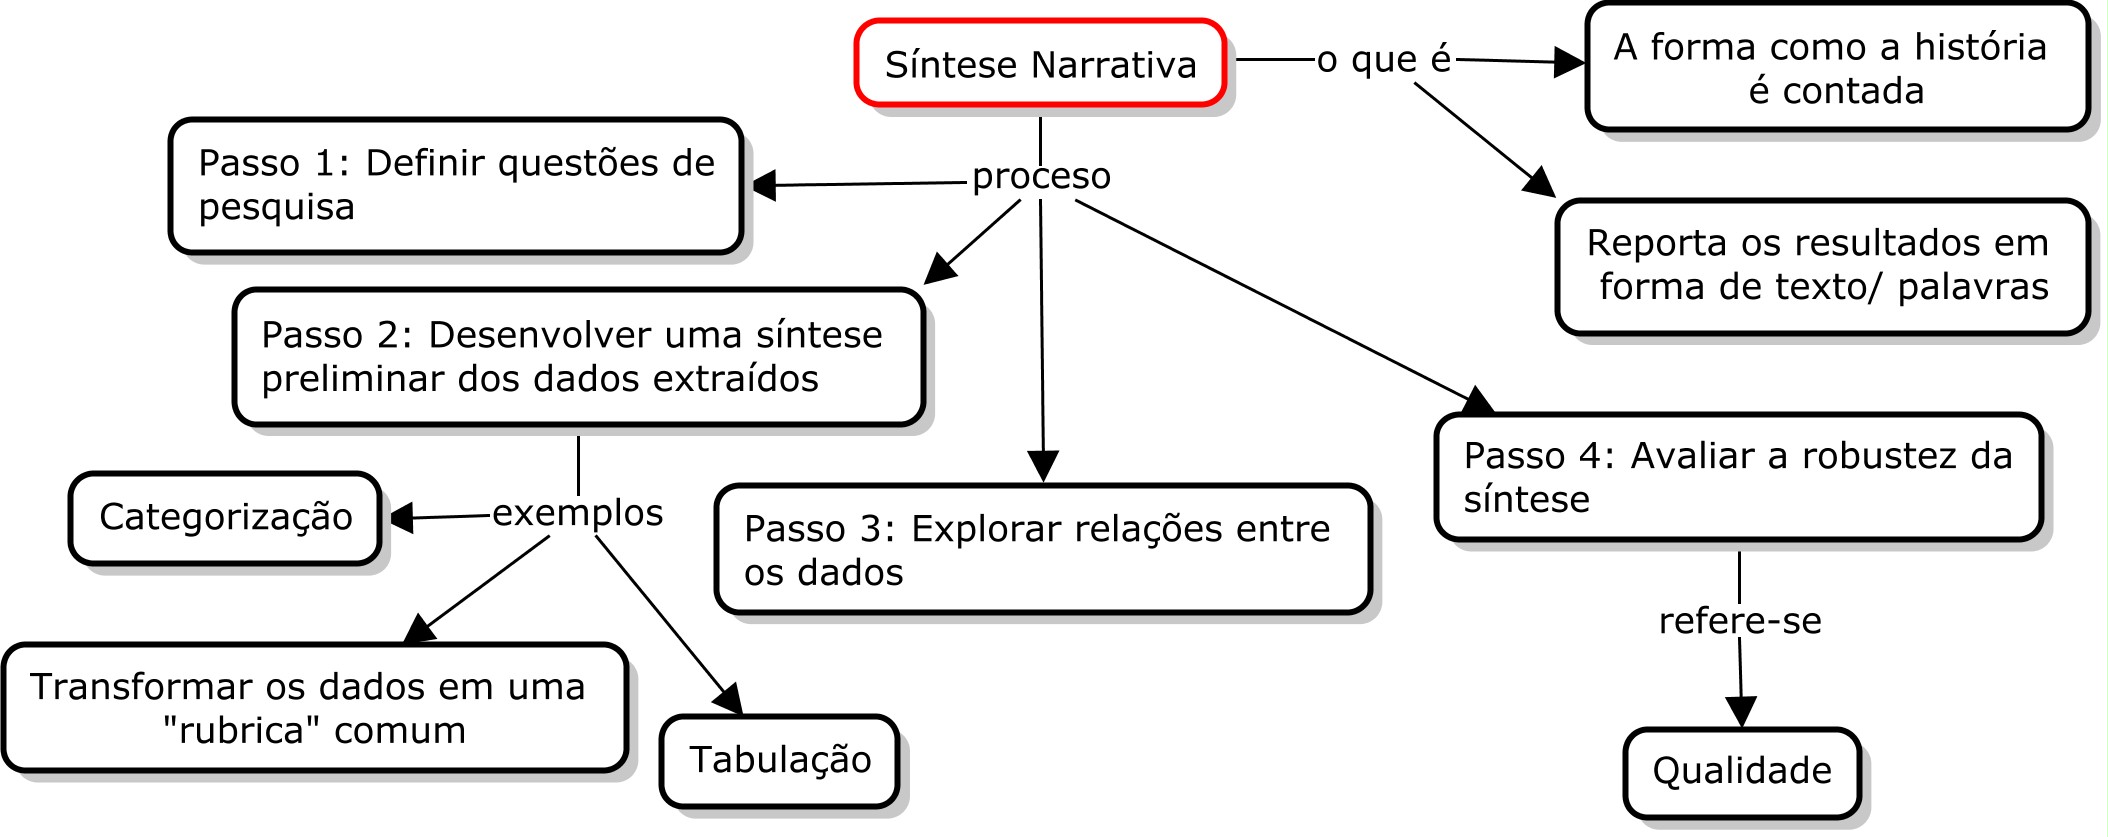 Síntese Narrativa
o que é
A forma como a história
é contada
Reporta os resultados em
forma de texto/ palavras
proceso
Passo 1: Definir questões de
pesquisa
Passo 2: Desenvolver uma síntese
preliminar dos dados extraídos
exemplos
Categorização
Transformar os dados em uma
"rubrica" comum
Tabulação
Passo 3: Explorar relações entre
os dados
Passo 4: Avaliar a robustez da
síntese
refere-se
Qualidade